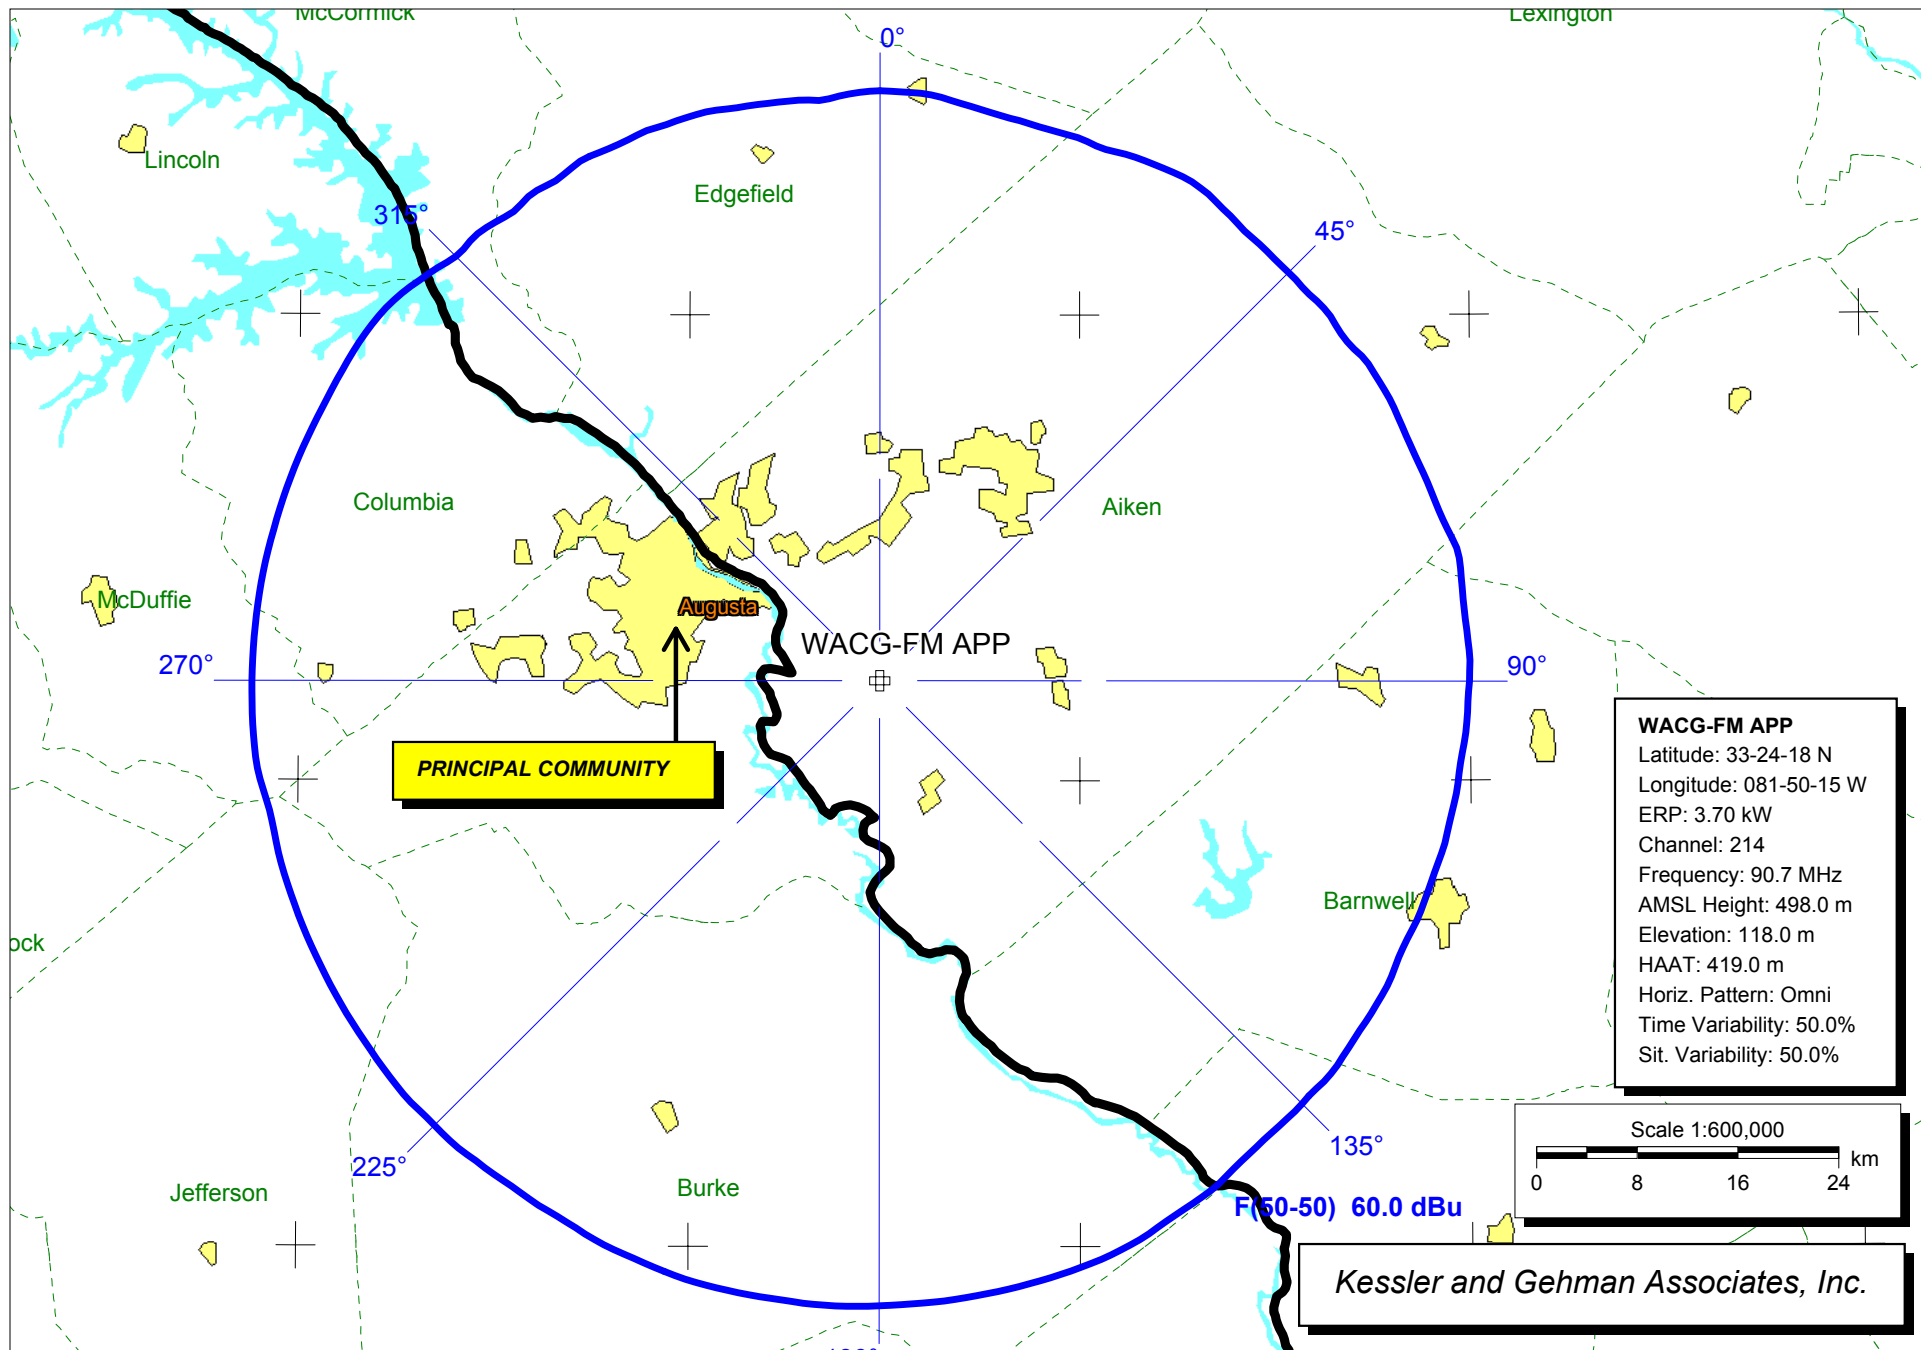 McCormick
Lexington
0°
Lincoln
Edgefield
315°
45°
Columbia
Aiken
McDuffie
Augusta
WACG-FM APP
270°
90°
PRINCIPAL COMMUNITY
WACG-FM APP
Latitude: 33-24-18 N
Longitude: 081-50-15 W
ERP: 3.70 kW
Channel: 214
Frequency: 90.7 MHz
AMSL Height: 498.0 m
Elevation: 118.0 m
HAAT: 419.0 m
Horiz. Pattern: Omni
Time Variability: 50.0%
Sit. Variability: 50.0%
Barnwell
ock
Scale 1:600,000
km
0 8 16 24
135°
225°
Jefferson
Burke
F(50-50) 60.0 dBu
Kessler and Gehman Associates, Inc.